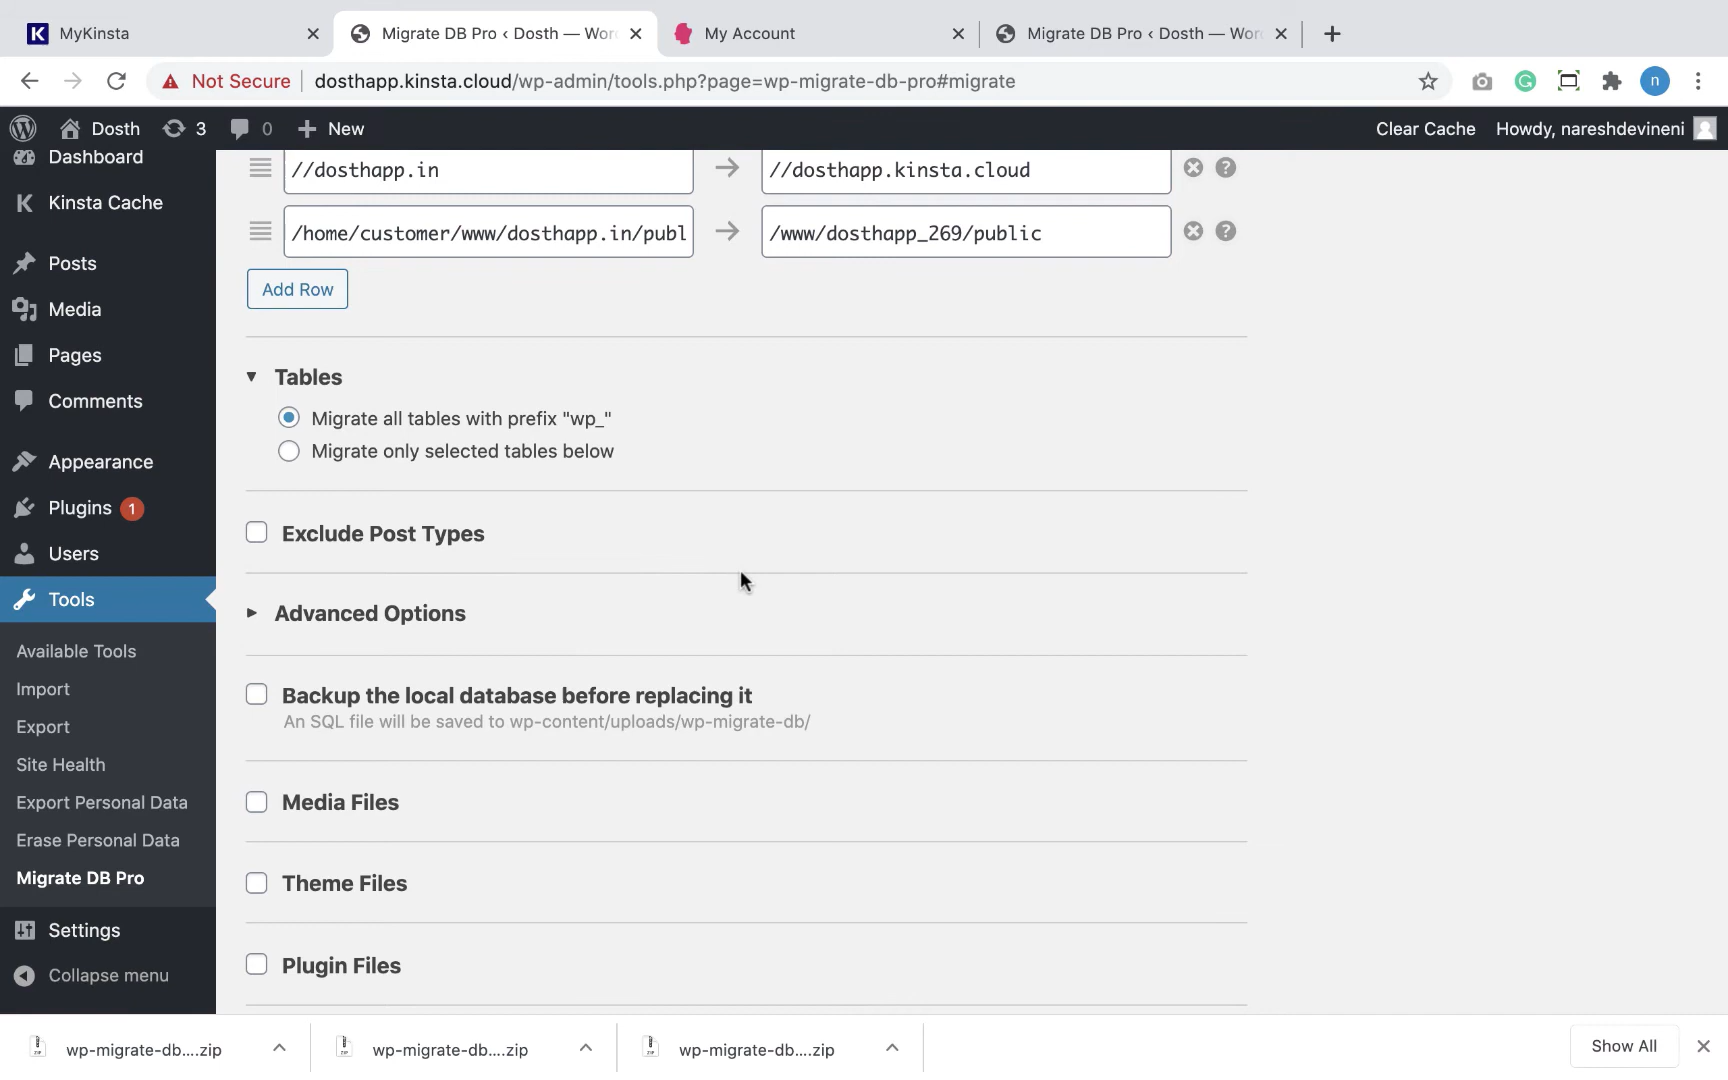 MyKinsta
Migrate DB Pro ‹ Dosth — Wor
My Account
Migrate DB Pro ‹ Dosth — Wor
Not Secure
dosthapp.kinsta.cloud/wp-admin/tools.php?page=wp-migrate-db-pro#migrate
n
Dosth
3
0
New
Clear Cache
Howdy, nareshdevineni
Dashboard
Kinsta Cache
Posts
Media
Pages
Comments
Appearance
Plugins 1
Users
Tools
Available Tools
Import
Export
Site Health
Export Personal Data
Erase Personal Data
Migrate DB Pro
Settings
Collapse menu
//dosthapp.in
//dosthapp.kinsta.cloud
/home/customer/www/dosthapp.in/publ
/www/dosthapp_269/public
Add Row
Tables
Migrate all tables with prefix "wp_"
Migrate only selected tables below
Exclude Post Types
Advanced Options
Backup the local database before replacing it
An SQL file will be saved to wp-content/uploads/wp-migrate-db/
Media Files
Theme Files
Plugin Files
wp-migrate-db....zip
wp-migrate-db....zip
wp-migrate-db....zip
Show All